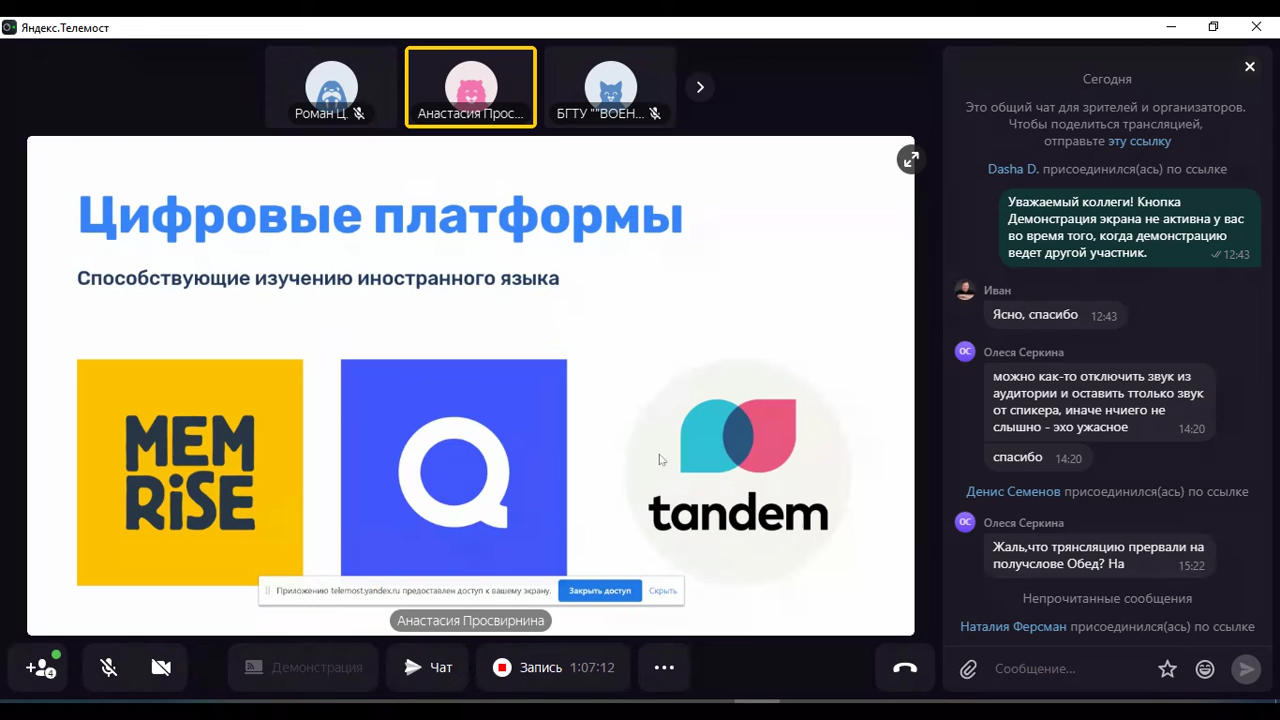 Яндекс.Телемост
Роман Ц.
Анастасия Прос...
БГТУ ""ВОЕН...
Цифровые платформы
Способствующие изучению иностранного языка
MEM
RiSE
tandem
Приложению telemost.yandex.ru предоставлен доступ к вашему экрану.
Закрыть доступ
Скрыть
Анастасия Просвирнина
4
Демонстрация
Чат
Запись 1:07:12
Сегодня
Это общий чат для зрителей и организаторов.
Чтобы поделиться трансляцией,
отправьте эту ссылку
Dasha D. присоединился(ась) по ссылке
Уважаемый коллеги! Кнопка
Демонстрация экрана не активна у вас
во время того, когда демонстрацию
ведет другой участник.
12:43
Иван
Ясно, спасибо 12:43
ОС
Олеся Серкина
можно как-то отключить звук из
аудитории и оставить ттолько звук
от спикера, иначе нчиего не
слышно - эхо ужасное 14:20
спасибо 14:20
Денис Семенов присоединился(ась) по ссылке
ОС
Олеся Серкина
Жаль,что трянсляцию прервали на
получслове Обед? На 15:22
Непрочитанные сообщения
Наталия Ферсман присоединился(ась) по ссылке
Сообщение...